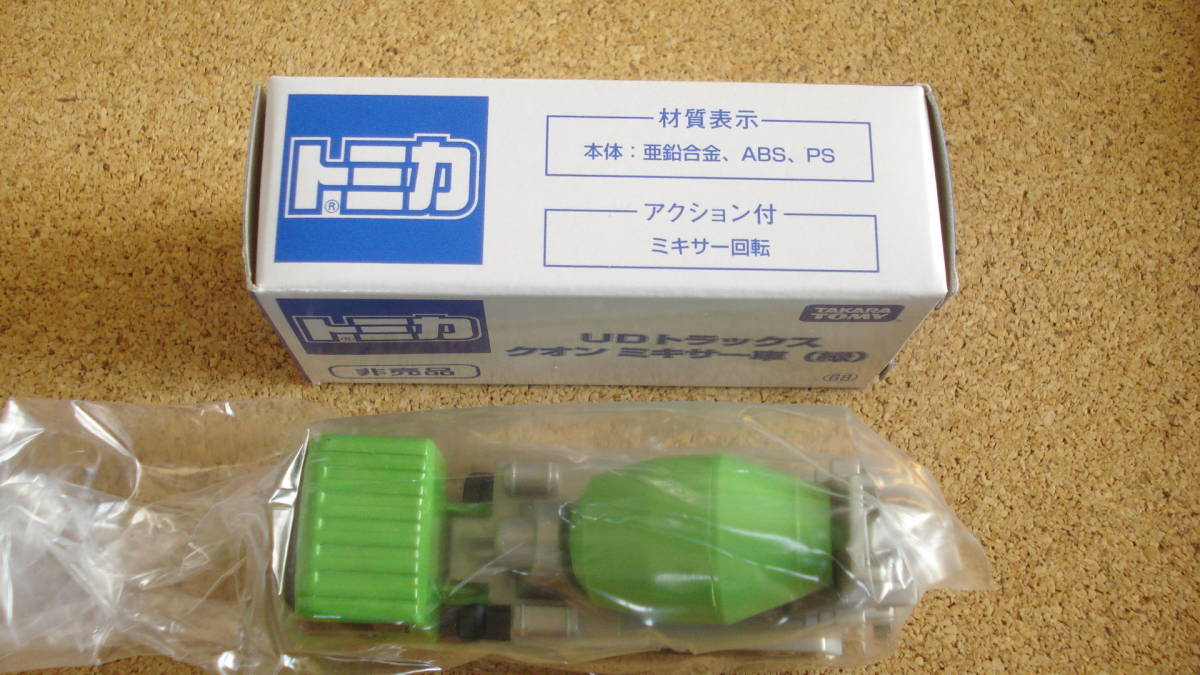 トミカ
®
材質表示
本体：亜鉛合金、ABS、PS
アクション付
ミキサー回転
トミカ
®
TAKARA
TOMY
UDトラックス
クオン ミキサー車（緑）
非売品
68